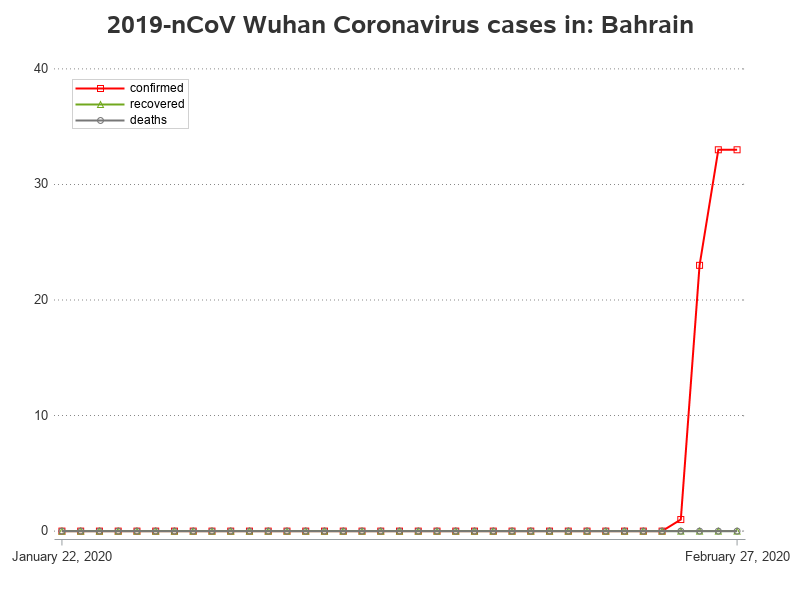 2019-nCoV Wuhan Coronavirus cases in: Bahrain
40
confirmed
recovered
deaths
30
20
10
0
January 22, 2020
February 27, 2020